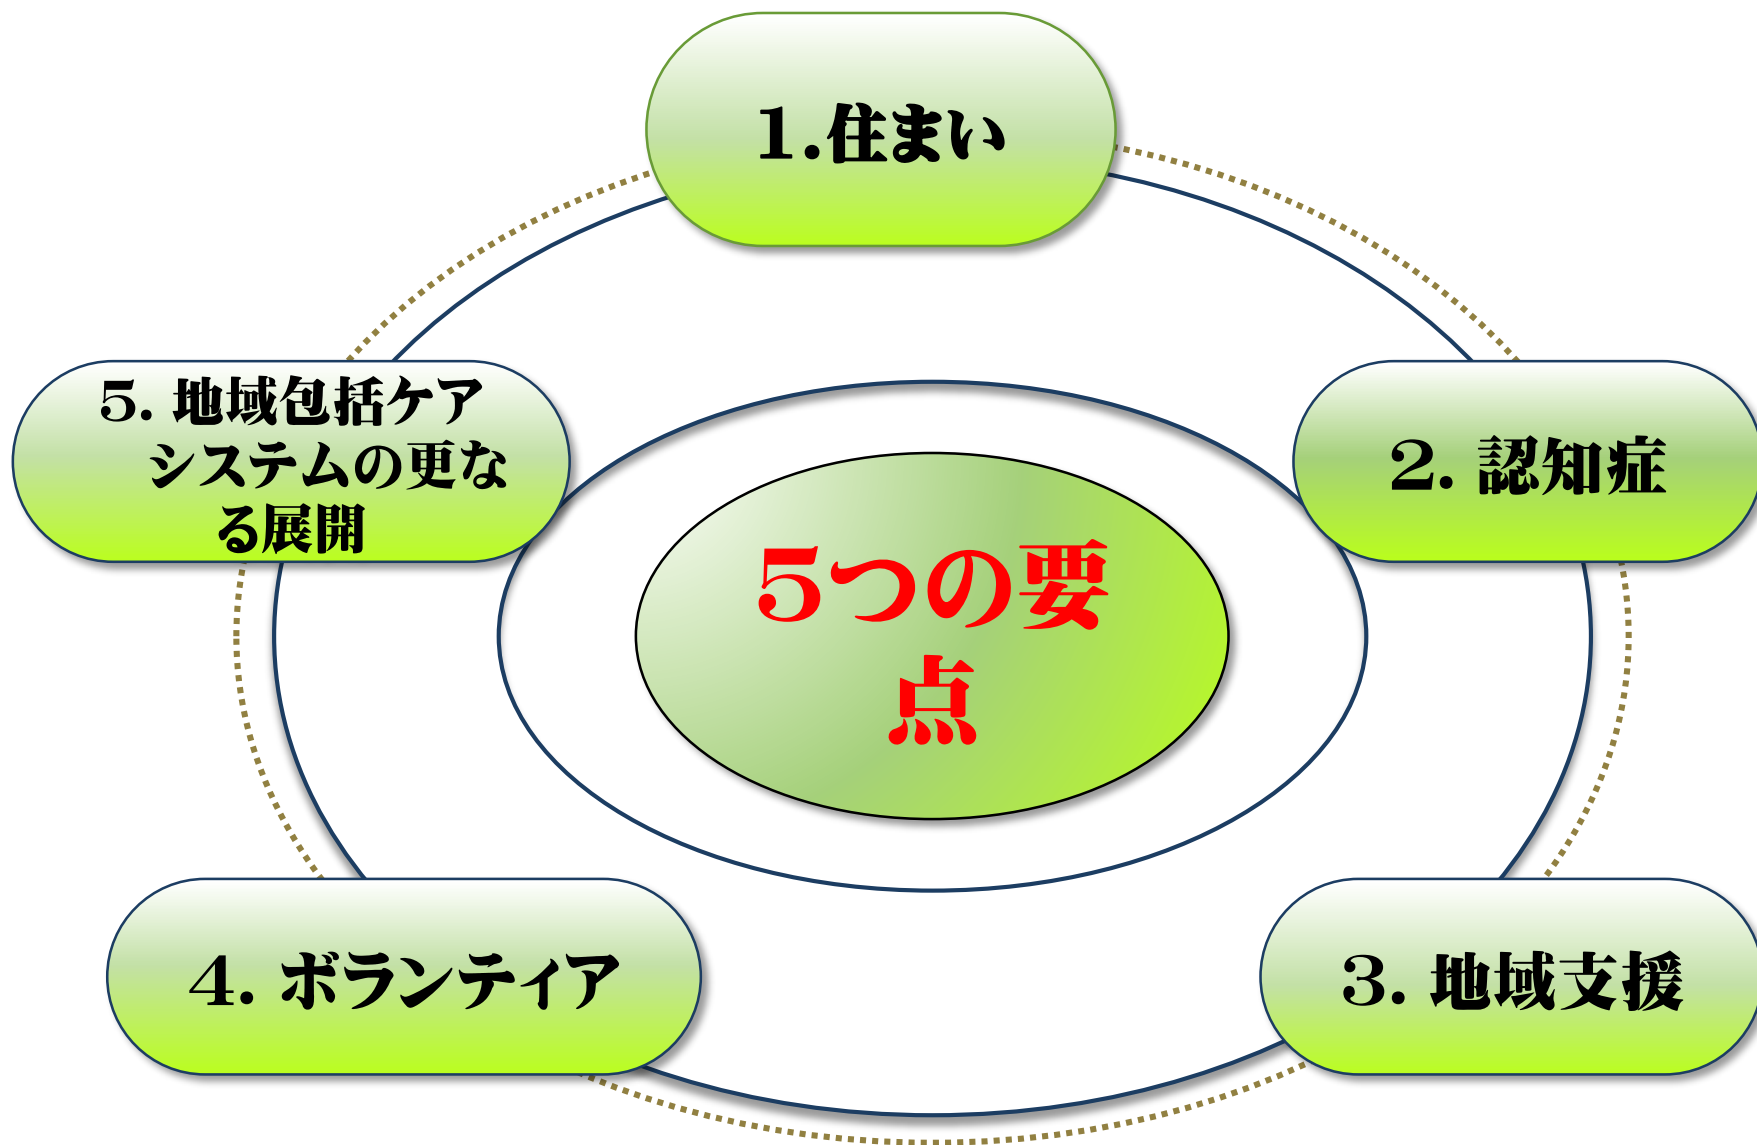 1.住まい
5. 地域包括ケア
システムの更な
る展開
2. 認知症
5つの要
点
4. ボランティア
3. 地域支援